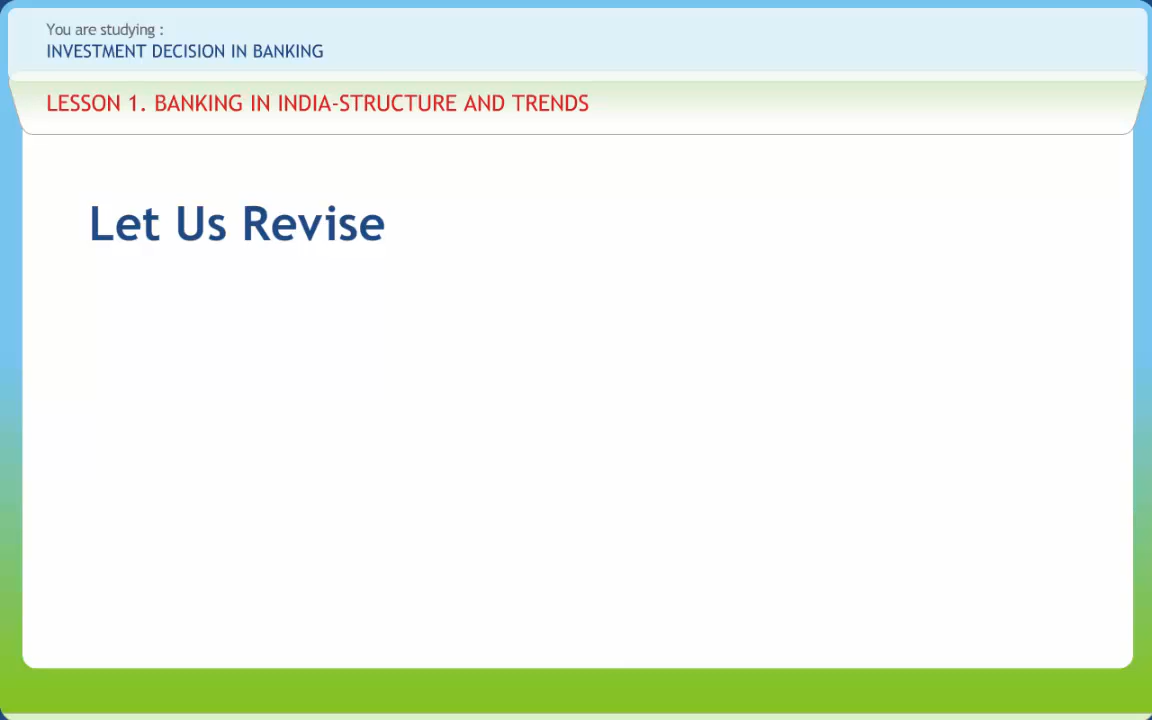 You are studying :
INVESTMENT DECISION IN BANKING
LESSON 1. BANKING IN INDIA-STRUCTURE AND TRENDS
Let Us Revise